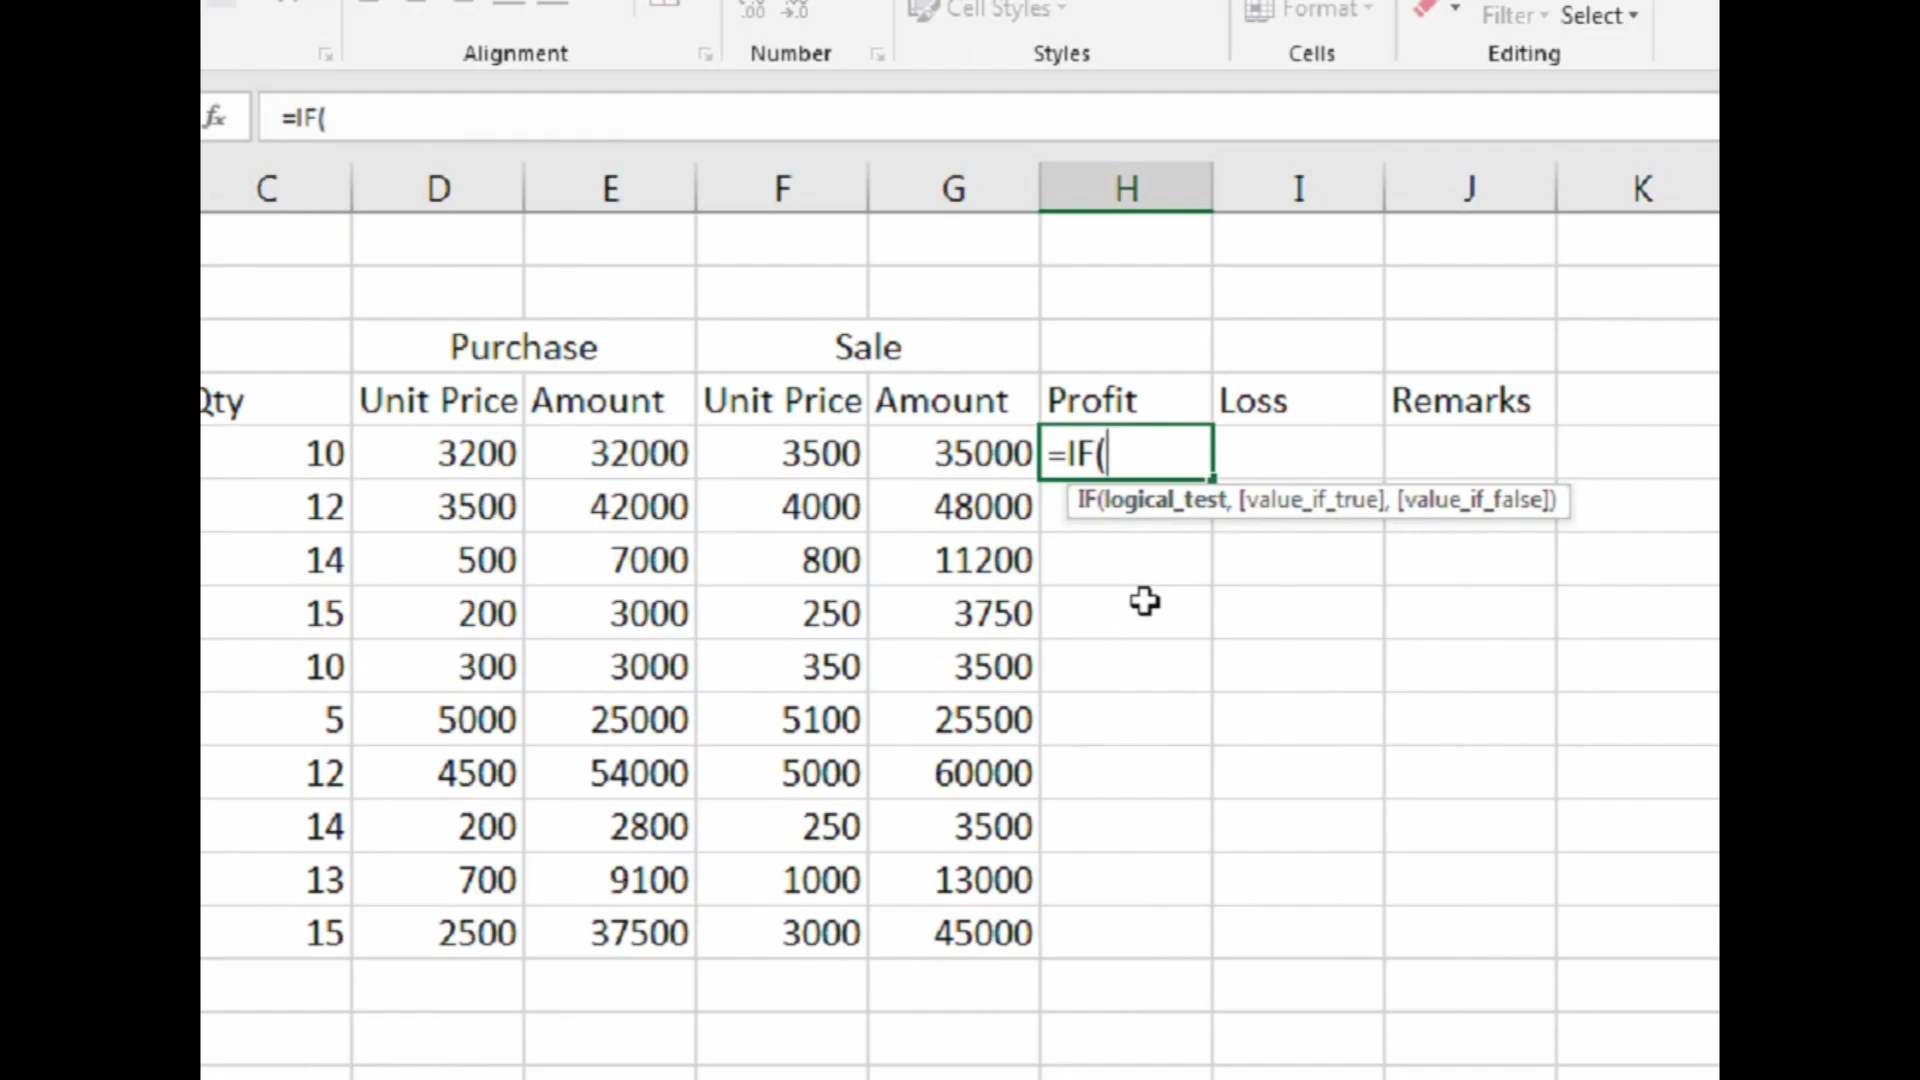 .00 .0 Cell Styles Format Filter Select
Alignment Number Styles Cells Editing
fx =IF(
C D E F G H I J K
Purchase Sale
Qty Unit Price Amount Unit Price Amount Profit Loss Remarks
10 3200 32000 3500 35000 =IF(
IF(logical_test, [value_if_true], [value_if_false])
12 3500 42000 4000 48000
14 500 7000 800 11200
15 200 3000 250 3750
10 300 3000 350 3500
5 5000 25000 5100 25500
12 4500 54000 5000 60000
14 200 2800 250 3500
13 700 9100 1000 13000
15 2500 37500 3000 45000